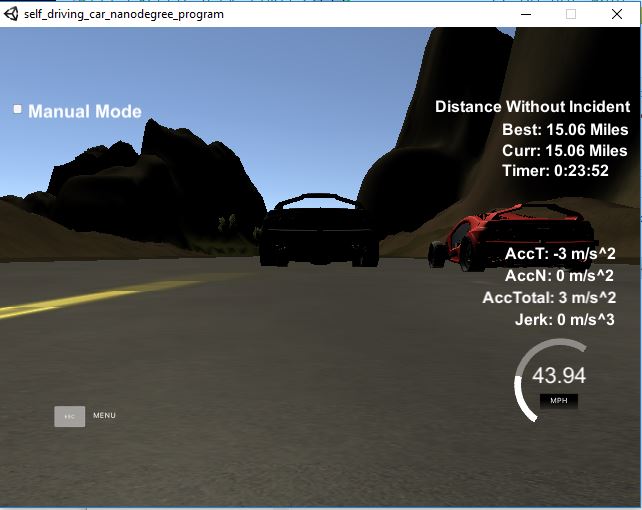 self_driving_car_nanodegree_program
Manual Mode
Distance Without Incident
Best: 15.06 Miles
Curr: 15.06 Miles
Timer: 0:23:52
AccT: -3 m/s^2
AccN: 0 m/s^2
AccTotal: 3 m/s^2
Jerk: 0 m/s^3
43.94
MPH
ESC MENU